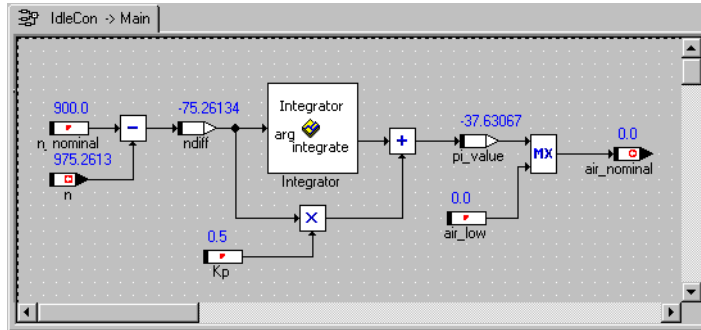 IdleCon -> Main
900.0
n_nominal
975.2613
n
-75.26134
ndiff
Integrator
arg
integrate
Integrator
0.5
Kp
-37.63067
pi_value
MX
0.0
air_low
0.0
air_nominal